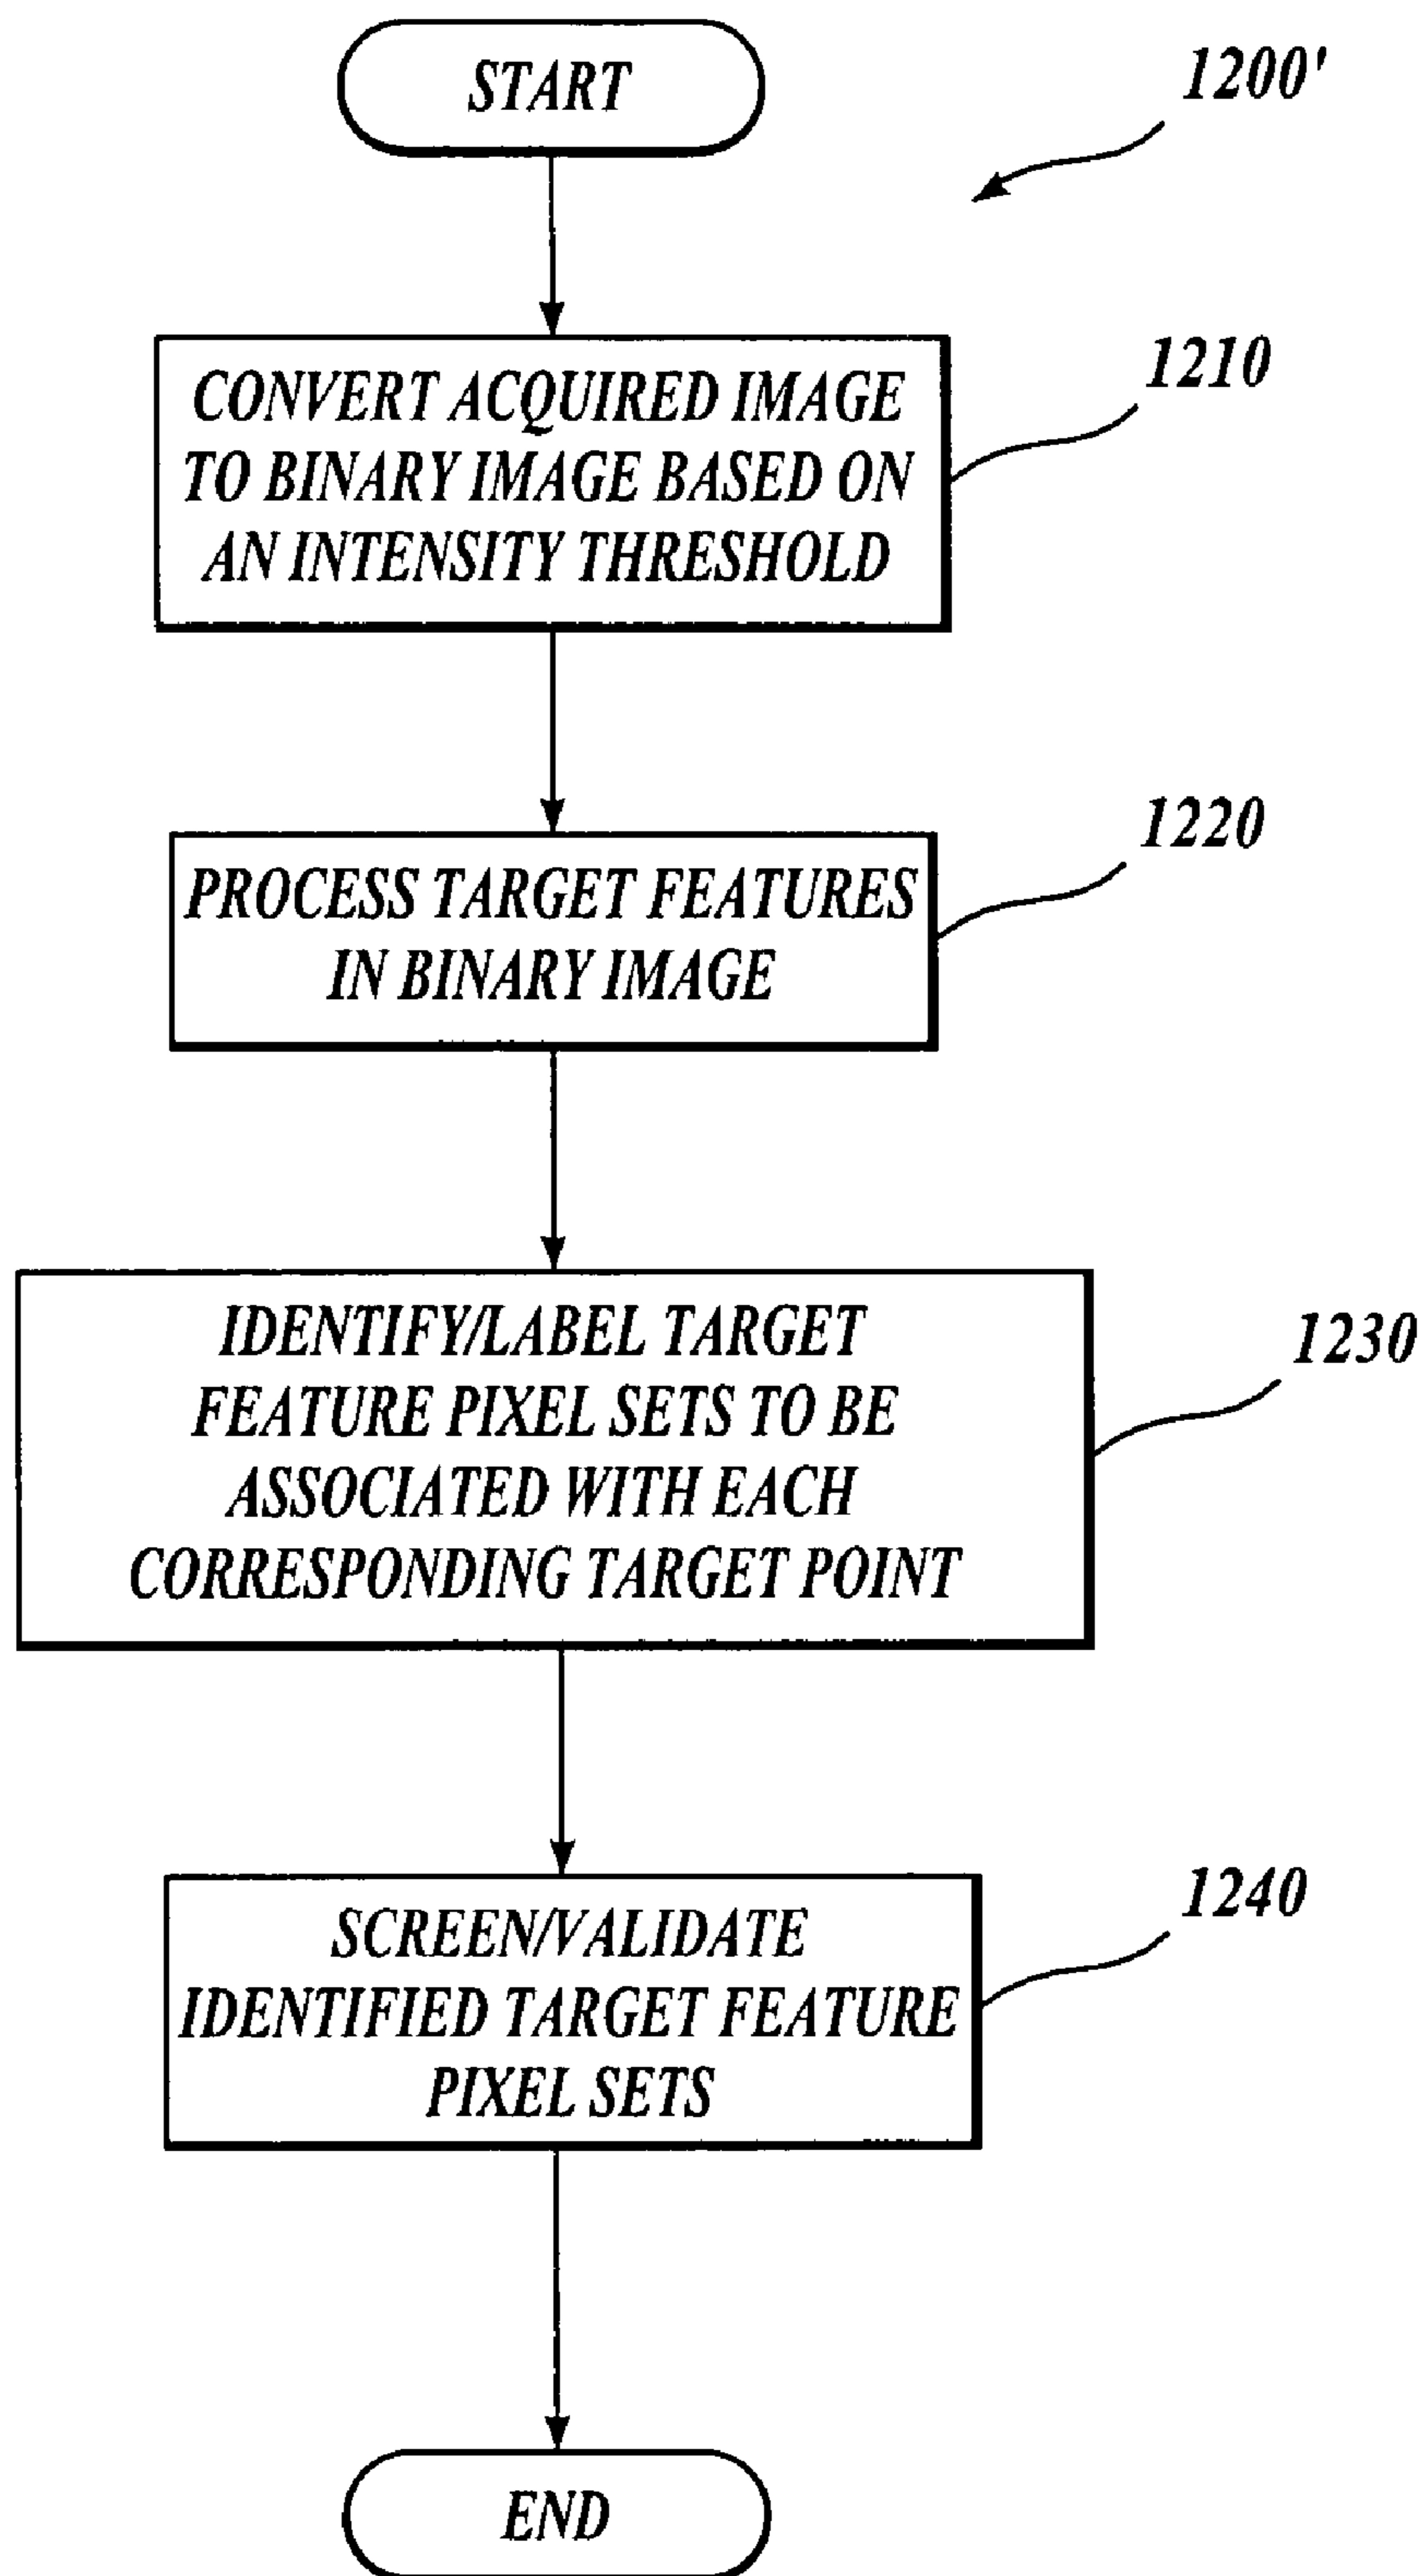 START
1200'
CONVERT ACQUIRED IMAGE
TO BINARY IMAGE BASED ON
AN INTENSITY THRESHOLD
1210
PROCESS TARGET FEATURES
IN BINARY IMAGE
1220
IDENTIFY/LABEL TARGET
FEATURE PIXEL SETS TO BE
ASSOCIATED WITH EACH
CORRESPONDING TARGET POINT
1230
SCREEN/VALIDATE
IDENTIFIED TARGET FEATURE
PIXEL SETS
1240
END